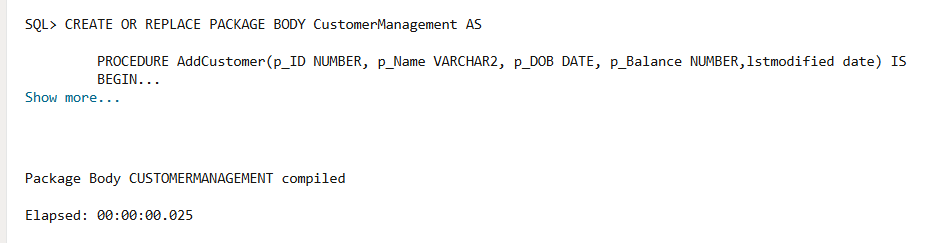 SQL> CREATE OR REPLACE PACKAGE BODY CustomerManagement AS
PROCEDURE AddCustomer(p_ID NUMBER, p_Name VARCHAR2, p_DOB DATE, p_Balance NUMBER,lstmodified date) IS
BEGIN...
Show more...
Package Body CUSTOMERMANAGEMENT compiled
Elapsed: 00:00:00.025